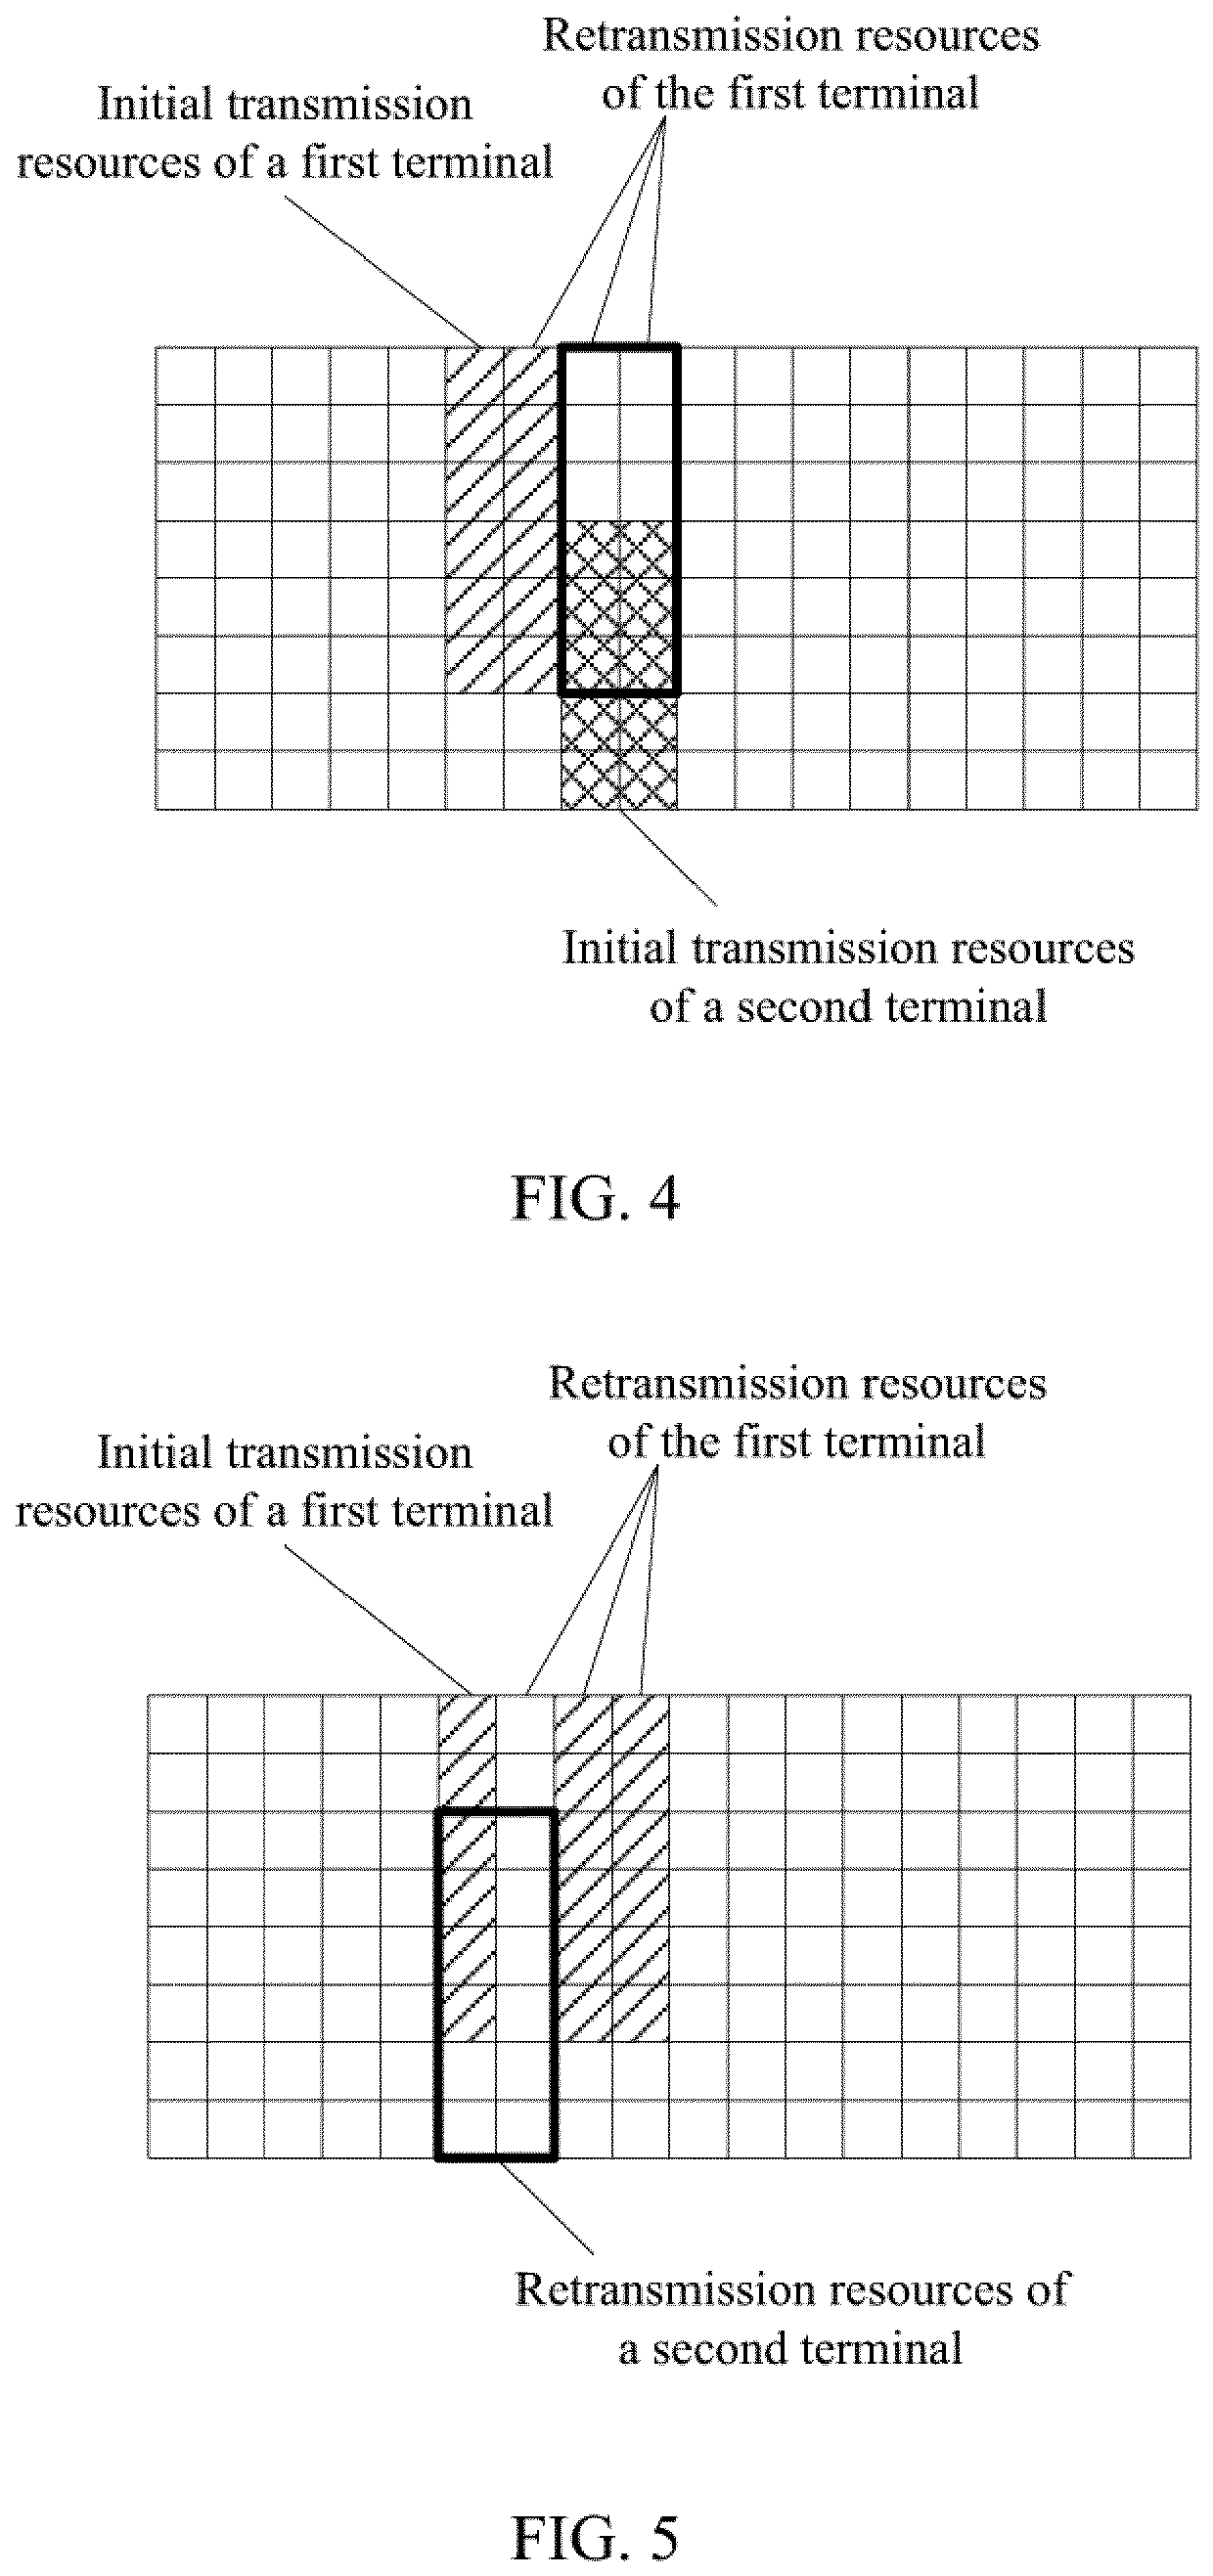 Retransmission resources
of the first terminal
Initial transmission
resources of a first terminal
Initial transmission resources
of a second terminal
FIG. 4
Retransmission resources
of the first terminal
Initial transmission
resources of a first terminal
Retransmission resources of
a second terminal
FIG. 5